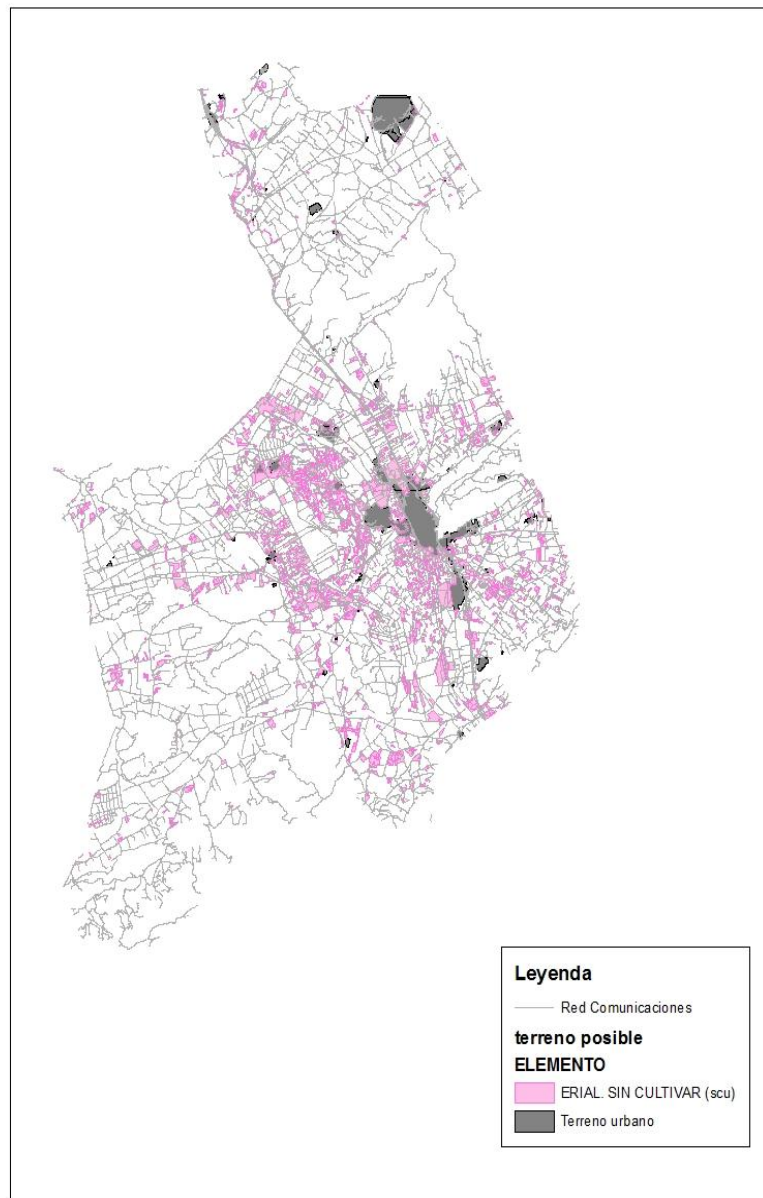 Leyenda
Red Comunicaciones
terreno posible
ELEMENTO
ERIAL. SIN CULTIVAR (scu)
Terreno urbano